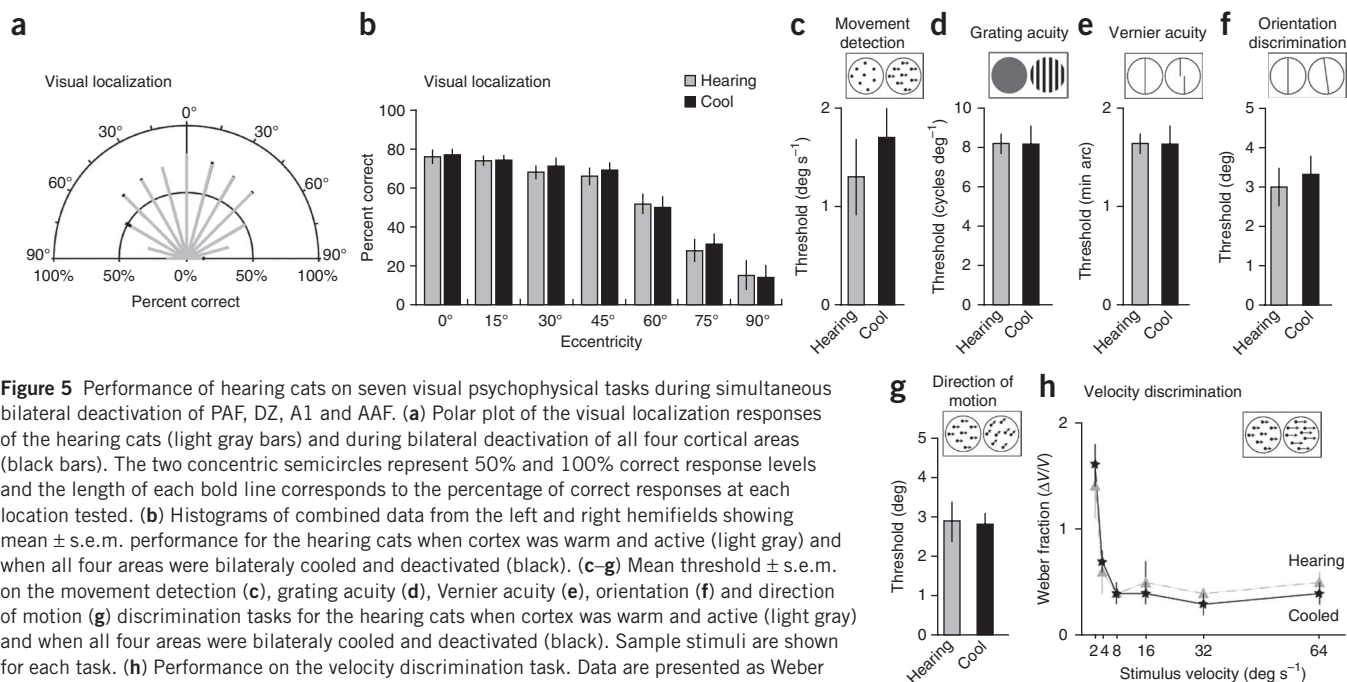 a
Visual localization
0°
30°
30°
60°
60°
90°
90°
100%
50%
0%
50%
100%
Percent correct
b
Visual localization
Hearing
Cool
100
80
60
40
20
0
Percent correct
0°
15°
30°
45°
60°
75°
90°
Eccentricity
c
Movement
detection
2
1
0
Threshold (deg s⁻¹)
Hearing
Cool
d
Grating acuity
10
8
6
4
2
0
Threshold (cycles deg⁻¹)
Hearing
Cool
e
Vernier acuity
2
1
0
Threshold (min arc)
Hearing
Cool
f
Orientation
discrimination
5
4
3
2
1
0
Threshold (deg)
Hearing
Cool
Figure 5 Performance of hearing cats on seven visual psychophysical tasks during simultaneous
bilateral deactivation of PAF, DZ, A1 and AAF. (a) Polar plot of the visual localization responses
of the hearing cats (light gray bars) and during bilateral deactivation of all four cortical areas
(black bars). The two concentric semicircles represent 50% and 100% correct response levels
and the length of each bold line corresponds to the percentage of correct responses at each
location tested. (b) Histograms of combined data from the left and right hemifields showing
mean ± s.e.m. performance for the hearing cats when cortex was warm and active (light gray) and
when all four areas were bilateraly cooled and deactivated (black). (c–g) Mean threshold ± s.e.m.
on the movement detection (c), grating acuity (d), Vernier acuity (e), orientation (f) and direction
of motion (g) discrimination tasks for the hearing cats when cortex was warm and active (light gray)
and when all four areas were bilateraly cooled and deactivated (black). Sample stimuli are shown
for each task. (h) Performance on the velocity discrimination task. Data are presented as Weber
g
Direction of
motion
5
4
3
2
1
0
Threshold (deg)
Hearing
Cool
h
Velocity discrimination
2
1
0
Weber fraction (ΔV/V)
Hearing
Cooled
2 4 8 16 32 64
Stimulus velocity (deg s⁻¹)